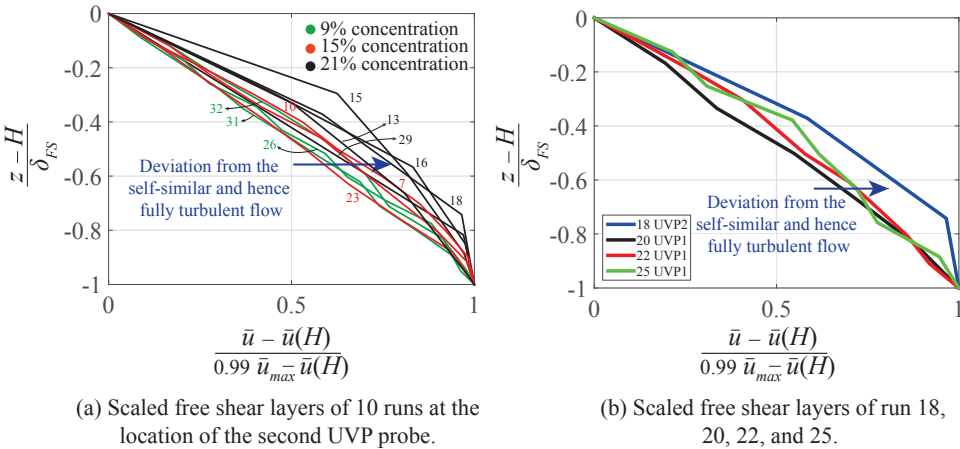 0
-0.2
-0.4
-0.6
-0.8
-1
z – H
δFS
9% concentration
15% concentration
21% concentration
15
32
10
31
13
29
26
16
7
23
18
Deviation from the
self-similar and hence
fully turbulent flow
0 0.5 1
ū – ū(H)
0.99 ūmax – ū(H)
(a) Scaled free shear layers of 10 runs at the
location of the second UVP probe.
0
-0.2
-0.4
-0.6
-0.8
-1
z – H
δFS
Deviation from the
self-similar and hence
fully turbulent flow
18 UVP2
20 UVP1
22 UVP1
25 UVP1
0 0.5 1
ū – ū(H)
0.99 ūmax – ū(H)
(b) Scaled free shear layers of run 18,
20, 22, and 25.